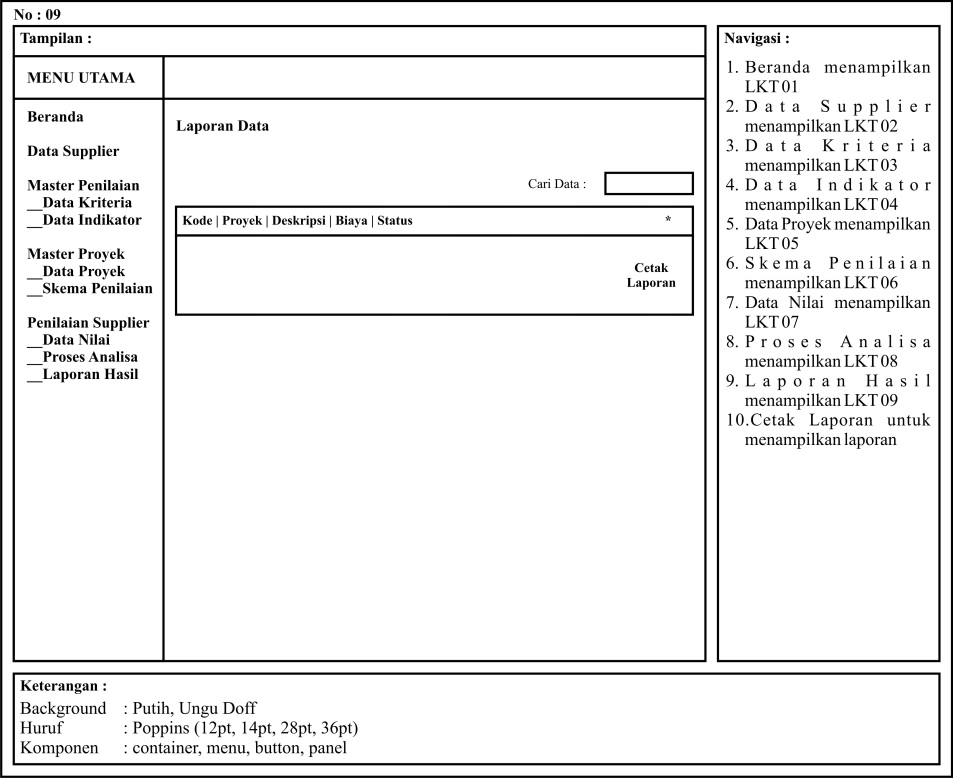 No : 09
Tampilan :
MENU UTAMA
Beranda
Data Supplier
Master Penilaian
__Data Kriteria
__Data Indikator
Master Proyek
__Data Proyek
__Skema Penilaian
Penilaian Supplier
__Data Nilai
__Proses Analisa
__Laporan Hasil
Laporan Data
Cari Data :
Kode | Proyek | Deskripsi | Biaya | Status *
Cetak
Laporan
Navigasi :
1. Beranda menampilkan
LKT 01
2. Data Supplier
menampilkan LKT 02
3. Data Kriteria
menampilkan LKT 03
4. Data Indikator
menampilkan LKT 04
5. Data Proyek menampilkan
LKT 05
6. Skema Penilaian
menampilkan LKT 06
7. Data Nilai menampilkan
LKT 07
8. Proses Analisa
menampilkan LKT 08
9. Laporan Hasil
menampilkan LKT 09
10.Cetak Laporan untuk
menampilkan laporan
Keterangan :
Background : Putih, Ungu Doff
Huruf : Poppins (12pt, 14pt, 28pt, 36pt)
Komponen : container, menu, button, panel